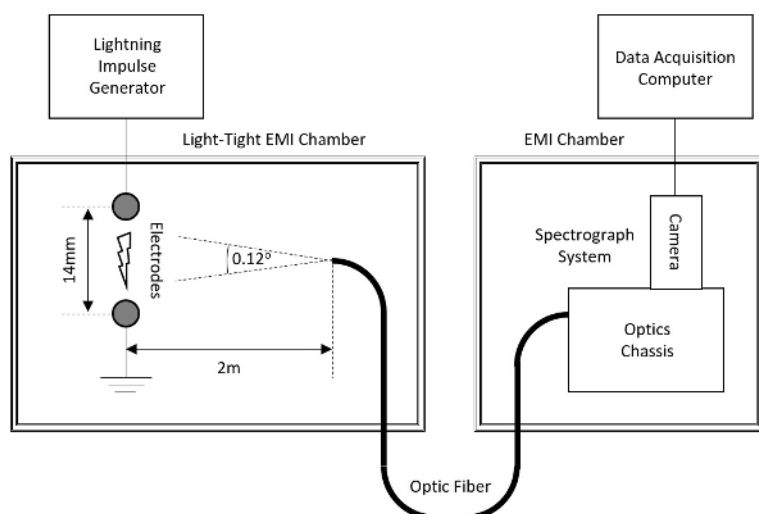 Lightning
Impulse
Generator
Data Acquisition
Computer
Light-Tight EMI Chamber
EMI Chamber
Electrodes
14mm
0.12°
2m
Spectrograph
System
Camera
Optics
Chassis
Optic Fiber